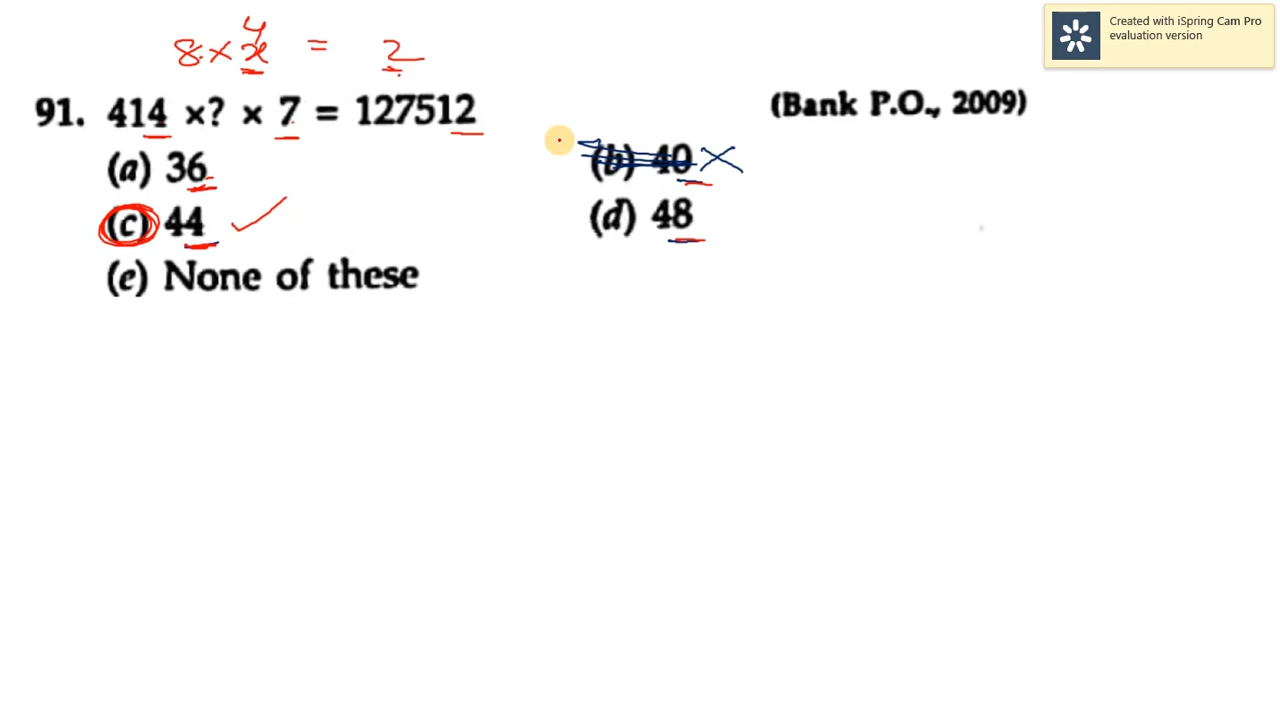 Created with iSpring Cam Pro
evaluation version
4
8 × x = 2
91. 414 ×? × 7 = 127512 (Bank P.O., 2009)
(a) 36 (b) 40
(c) 44 (d) 48
(e) None of these